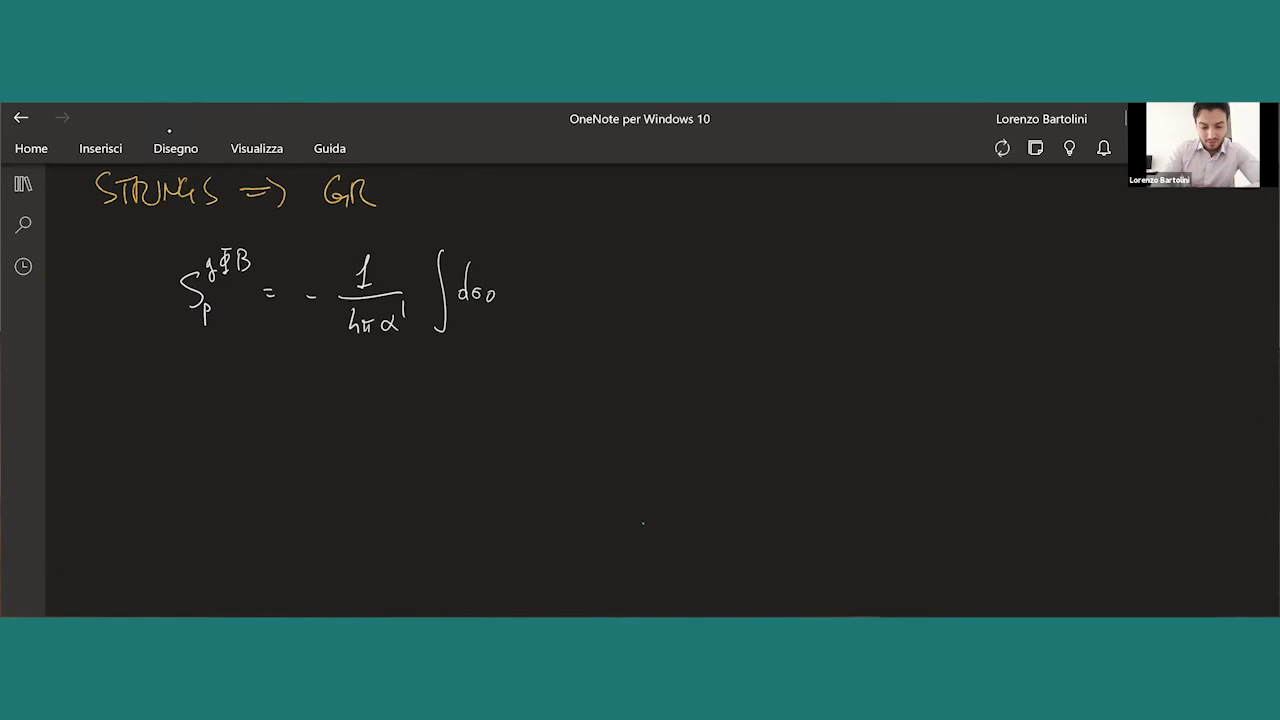 OneNote per Windows 10
Lorenzo Bartolini
Home Inserisci Disegno Visualizza Guida
Lorenzo Bartolini
STRINGS => GR
S_p^{gΦB} = - 1/(4πα') ∫dσ₀